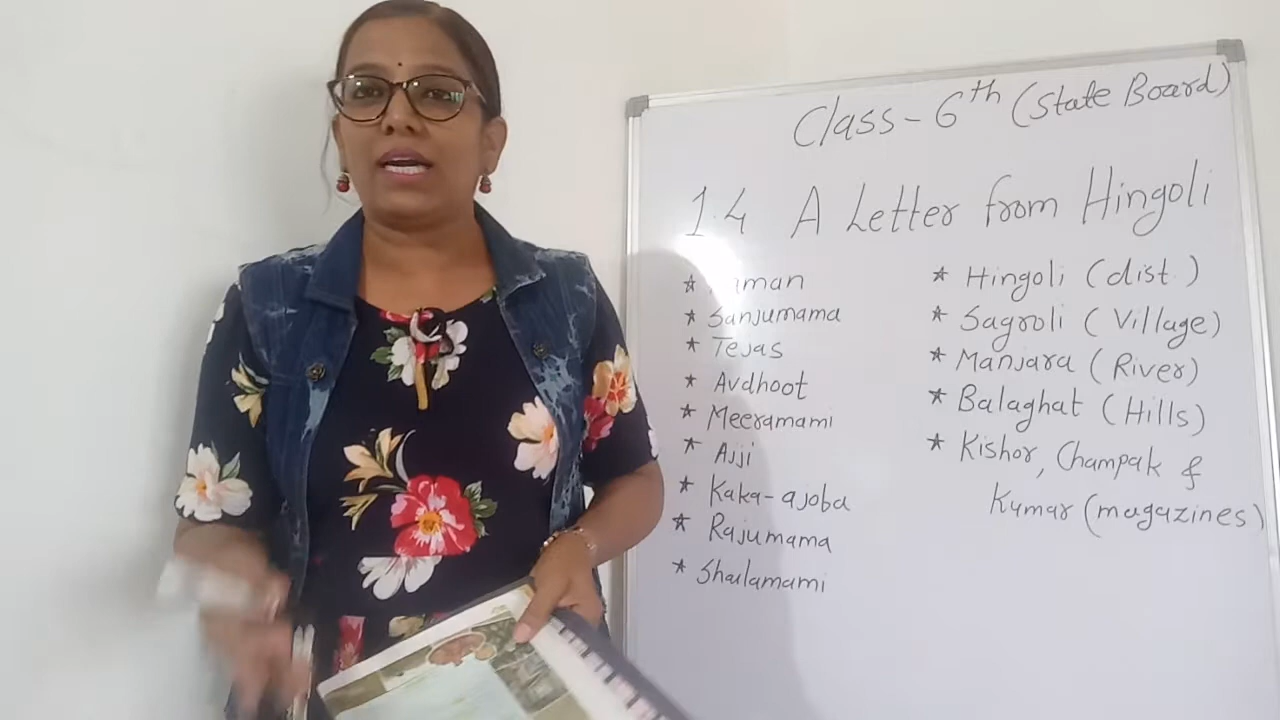 Class - 6th (State Board)
1.4 A Letter from Hingoli
* Sanjumama
* Tejas
* Avdhoot
* Meeramami
* Ajji
* Kaka-ajoba
* Rajumama
* Shailamami
* Hingoli (dist.)
* Sagroli (Village)
* Manjara (River)
* Balaghat (Hills)
* Kishor, Champak &
Kumar (magazines)